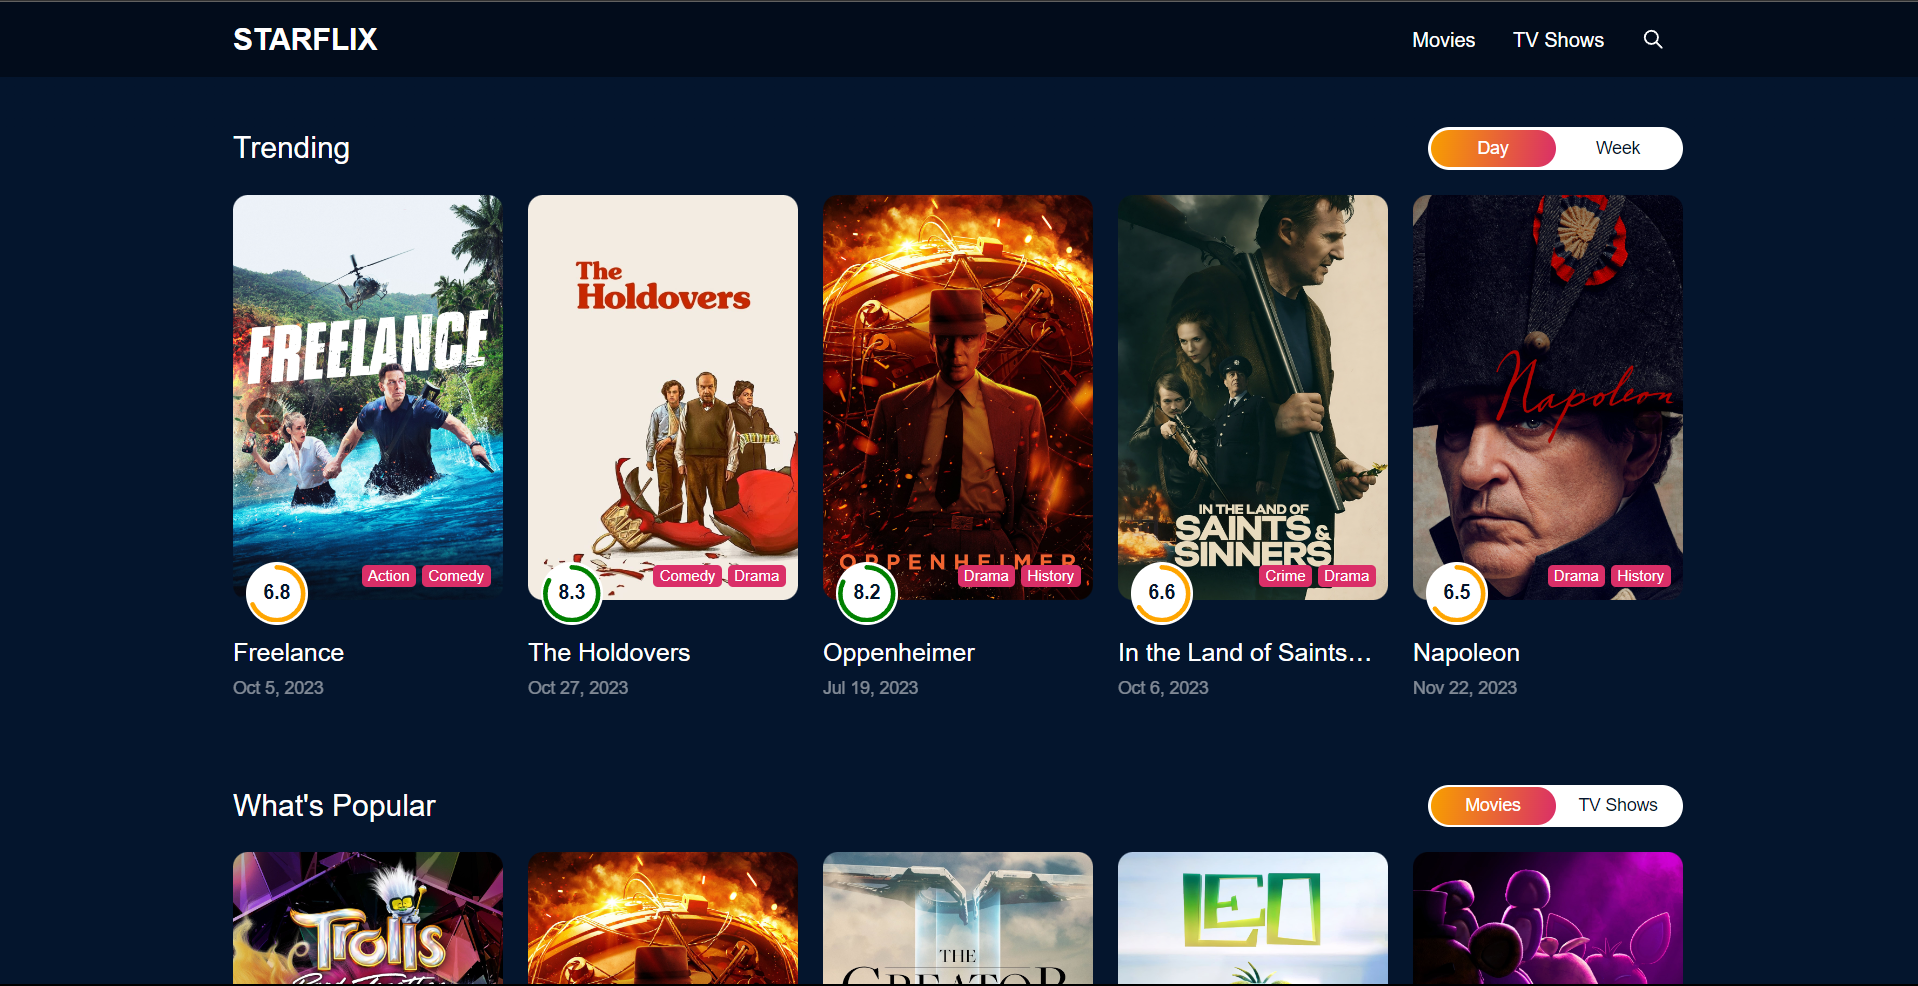 STARFLIX
Movies
TV Shows
Trending
Day
Week
FREELANCE
The
Holdovers
OPPENHEIMER
IN THE LAND OF
SAINTS &
SINNERS
Napoleon
6.8
Action
Comedy
8.3
Comedy
Drama
8.2
Drama
History
6.6
Crime
Drama
6.5
Drama
History
Freelance
The Holdovers
Oppenheimer
In the Land of Saints…
Napoleon
Oct 5, 2023
Oct 27, 2023
Jul 19, 2023
Oct 6, 2023
Nov 22, 2023
What's Popular
Movies
TV Shows
Trolls
THE
CREATOR
LEO